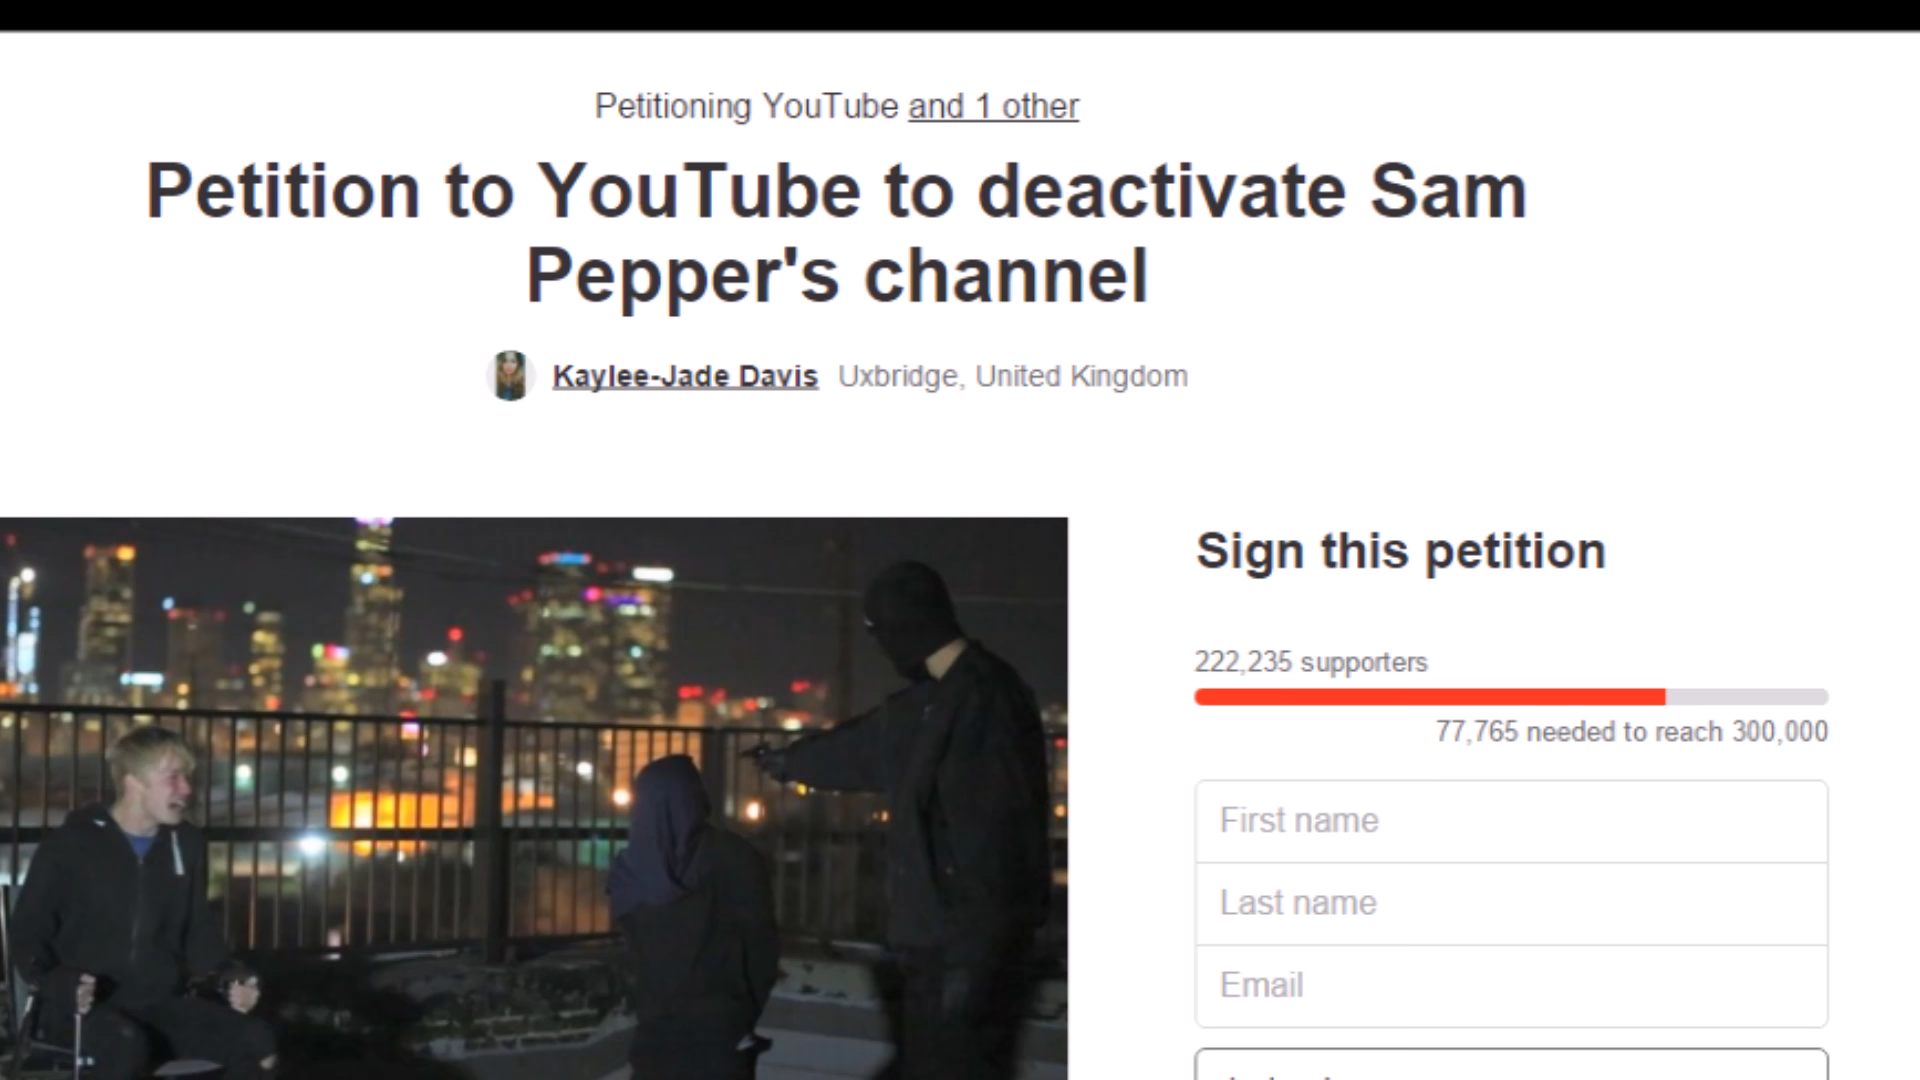 Petitioning YouTube and 1 other
Petition to YouTube to deactivate Sam
Pepper's channel
Kaylee-Jade Davis Uxbridge, United Kingdom
Sign this petition
222,235 supporters
77,765 needed to reach 300,000
First name
Last name
Email